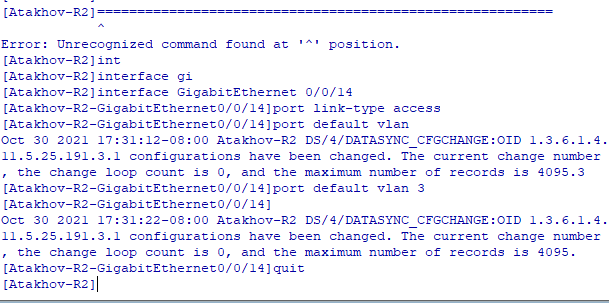 [Atakhov-R2]=========================================================
^
Error: Unrecognized command found at '^' position.
[Atakhov-R2]int
[Atakhov-R2]interface gi
[Atakhov-R2]interface GigabitEthernet 0/0/14
[Atakhov-R2-GigabitEthernet0/0/14]port link-type access
[Atakhov-R2-GigabitEthernet0/0/14]port default vlan
Oct 30 2021 17:31:12-08:00 Atakhov-R2 DS/4/DATASYNC_CFGCHANGE:OID 1.3.6.1.4.
11.5.25.191.3.1 configurations have been changed. The current change number
, the change loop count is 0, and the maximum number of records is 4095.3
[Atakhov-R2-GigabitEthernet0/0/14]port default vlan 3
[Atakhov-R2-GigabitEthernet0/0/14]
Oct 30 2021 17:31:22-08:00 Atakhov-R2 DS/4/DATASYNC_CFGCHANGE:OID 1.3.6.1.4.
11.5.25.191.3.1 configurations have been changed. The current change number
, the change loop count is 0, and the maximum number of records is 4095.
[Atakhov-R2-GigabitEthernet0/0/14]quit
[Atakhov-R2]